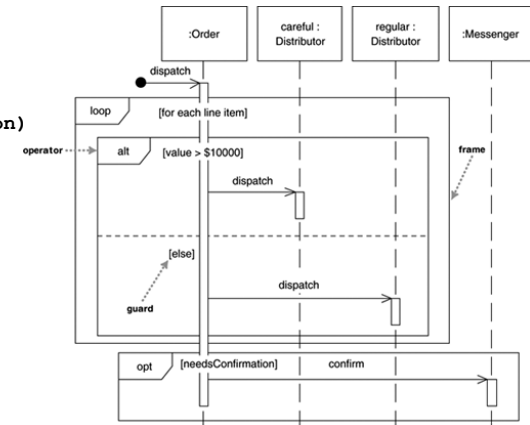 :Order
careful :
Distributor
regular :
Distributor
:Messenger
dispatch
loop
[for each line item]
on)
operator
alt
[value > $10000]
frame
dispatch
[else]
dispatch
guard
opt
[needsConfirmation]
confirm